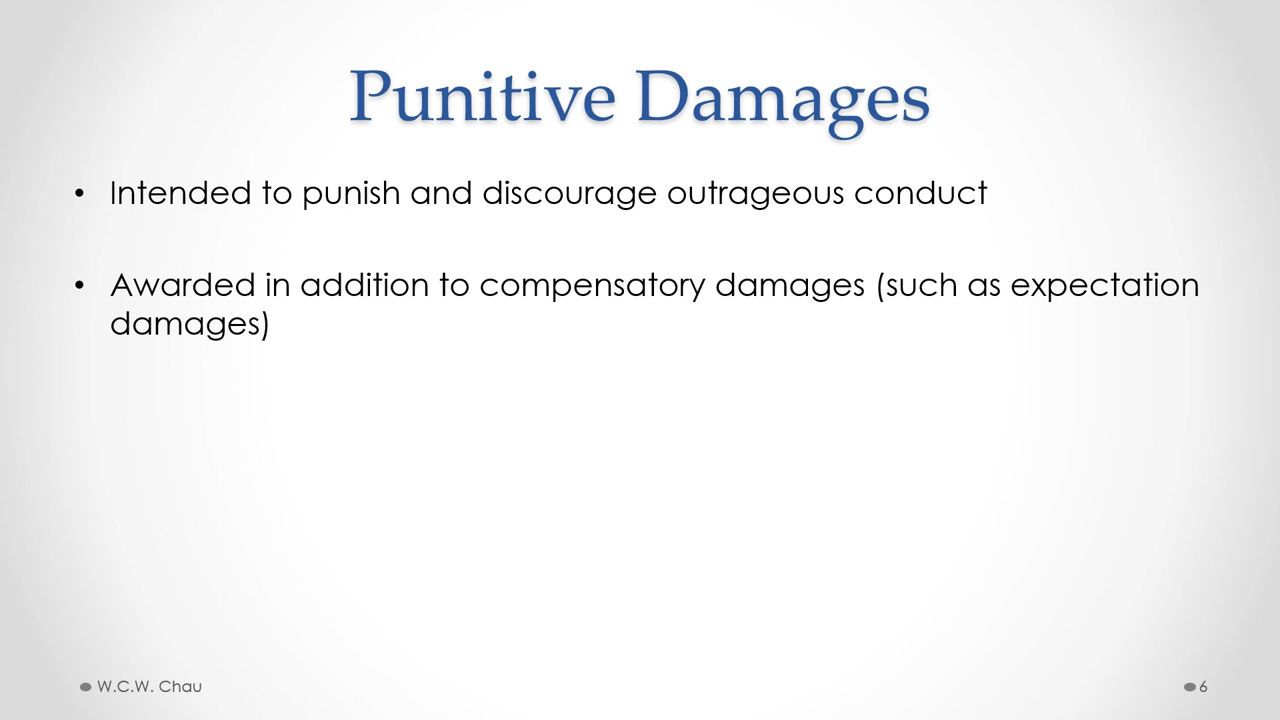 Punitive Damages
• Intended to punish and discourage outrageous conduct
• Awarded in addition to compensatory damages (such as expectation
damages)
W.C.W. Chau
6